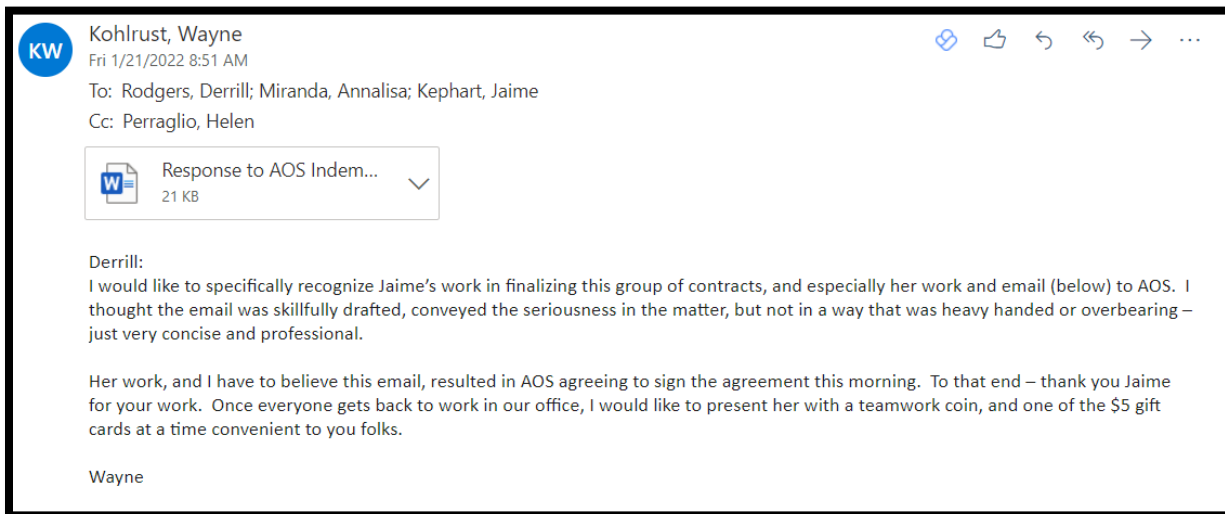 KW
Kohlrust, Wayne
Fri 1/21/2022 8:51 AM
To: Rodgers, Derrill; Miranda, Annalisa; Kephart, Jaime
Cc: Perraglio, Helen
W
Response to AOS Indem...
21 KB
Derrill:
I would like to specifically recognize Jaime's work in finalizing this group of contracts, and especially her work and email (below) to AOS.  I
thought the email was skillfully drafted, conveyed the seriousness in the matter, but not in a way that was heavy handed or overbearing –
just very concise and professional.
Her work, and I have to believe this email, resulted in AOS agreeing to sign the agreement this morning.  To that end – thank you Jaime
for your work.  Once everyone gets back to work in our office, I would like to present her with a teamwork coin, and one of the $5 gift
cards at a time convenient to you folks.
Wayne